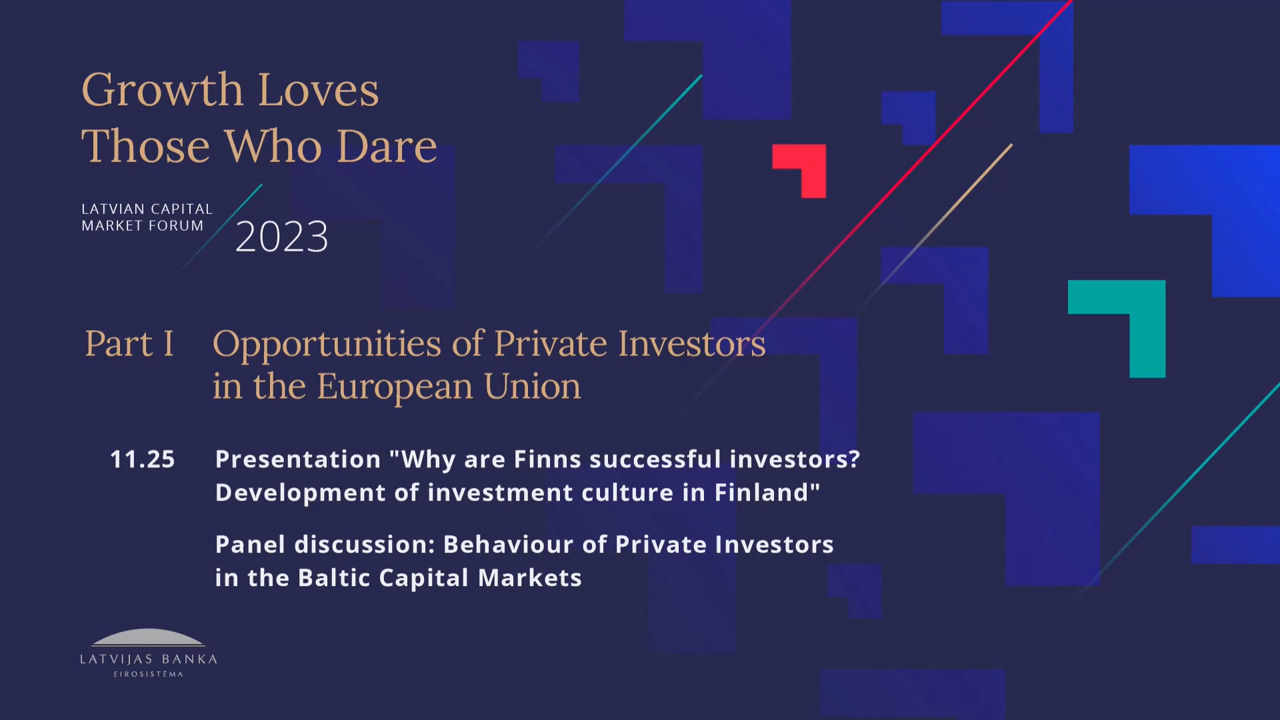 Growth Loves
Those Who Dare
LATVIAN CAPITAL
MARKET FORUM
2023
Part I Opportunities of Private Investors
in the European Union
11.25 Presentation "Why are Finns successful investors?
Development of investment culture in Finland"
Panel discussion: Behaviour of Private Investors
in the Baltic Capital Markets
LATVIJAS BANKA
EIROSISTĒMA